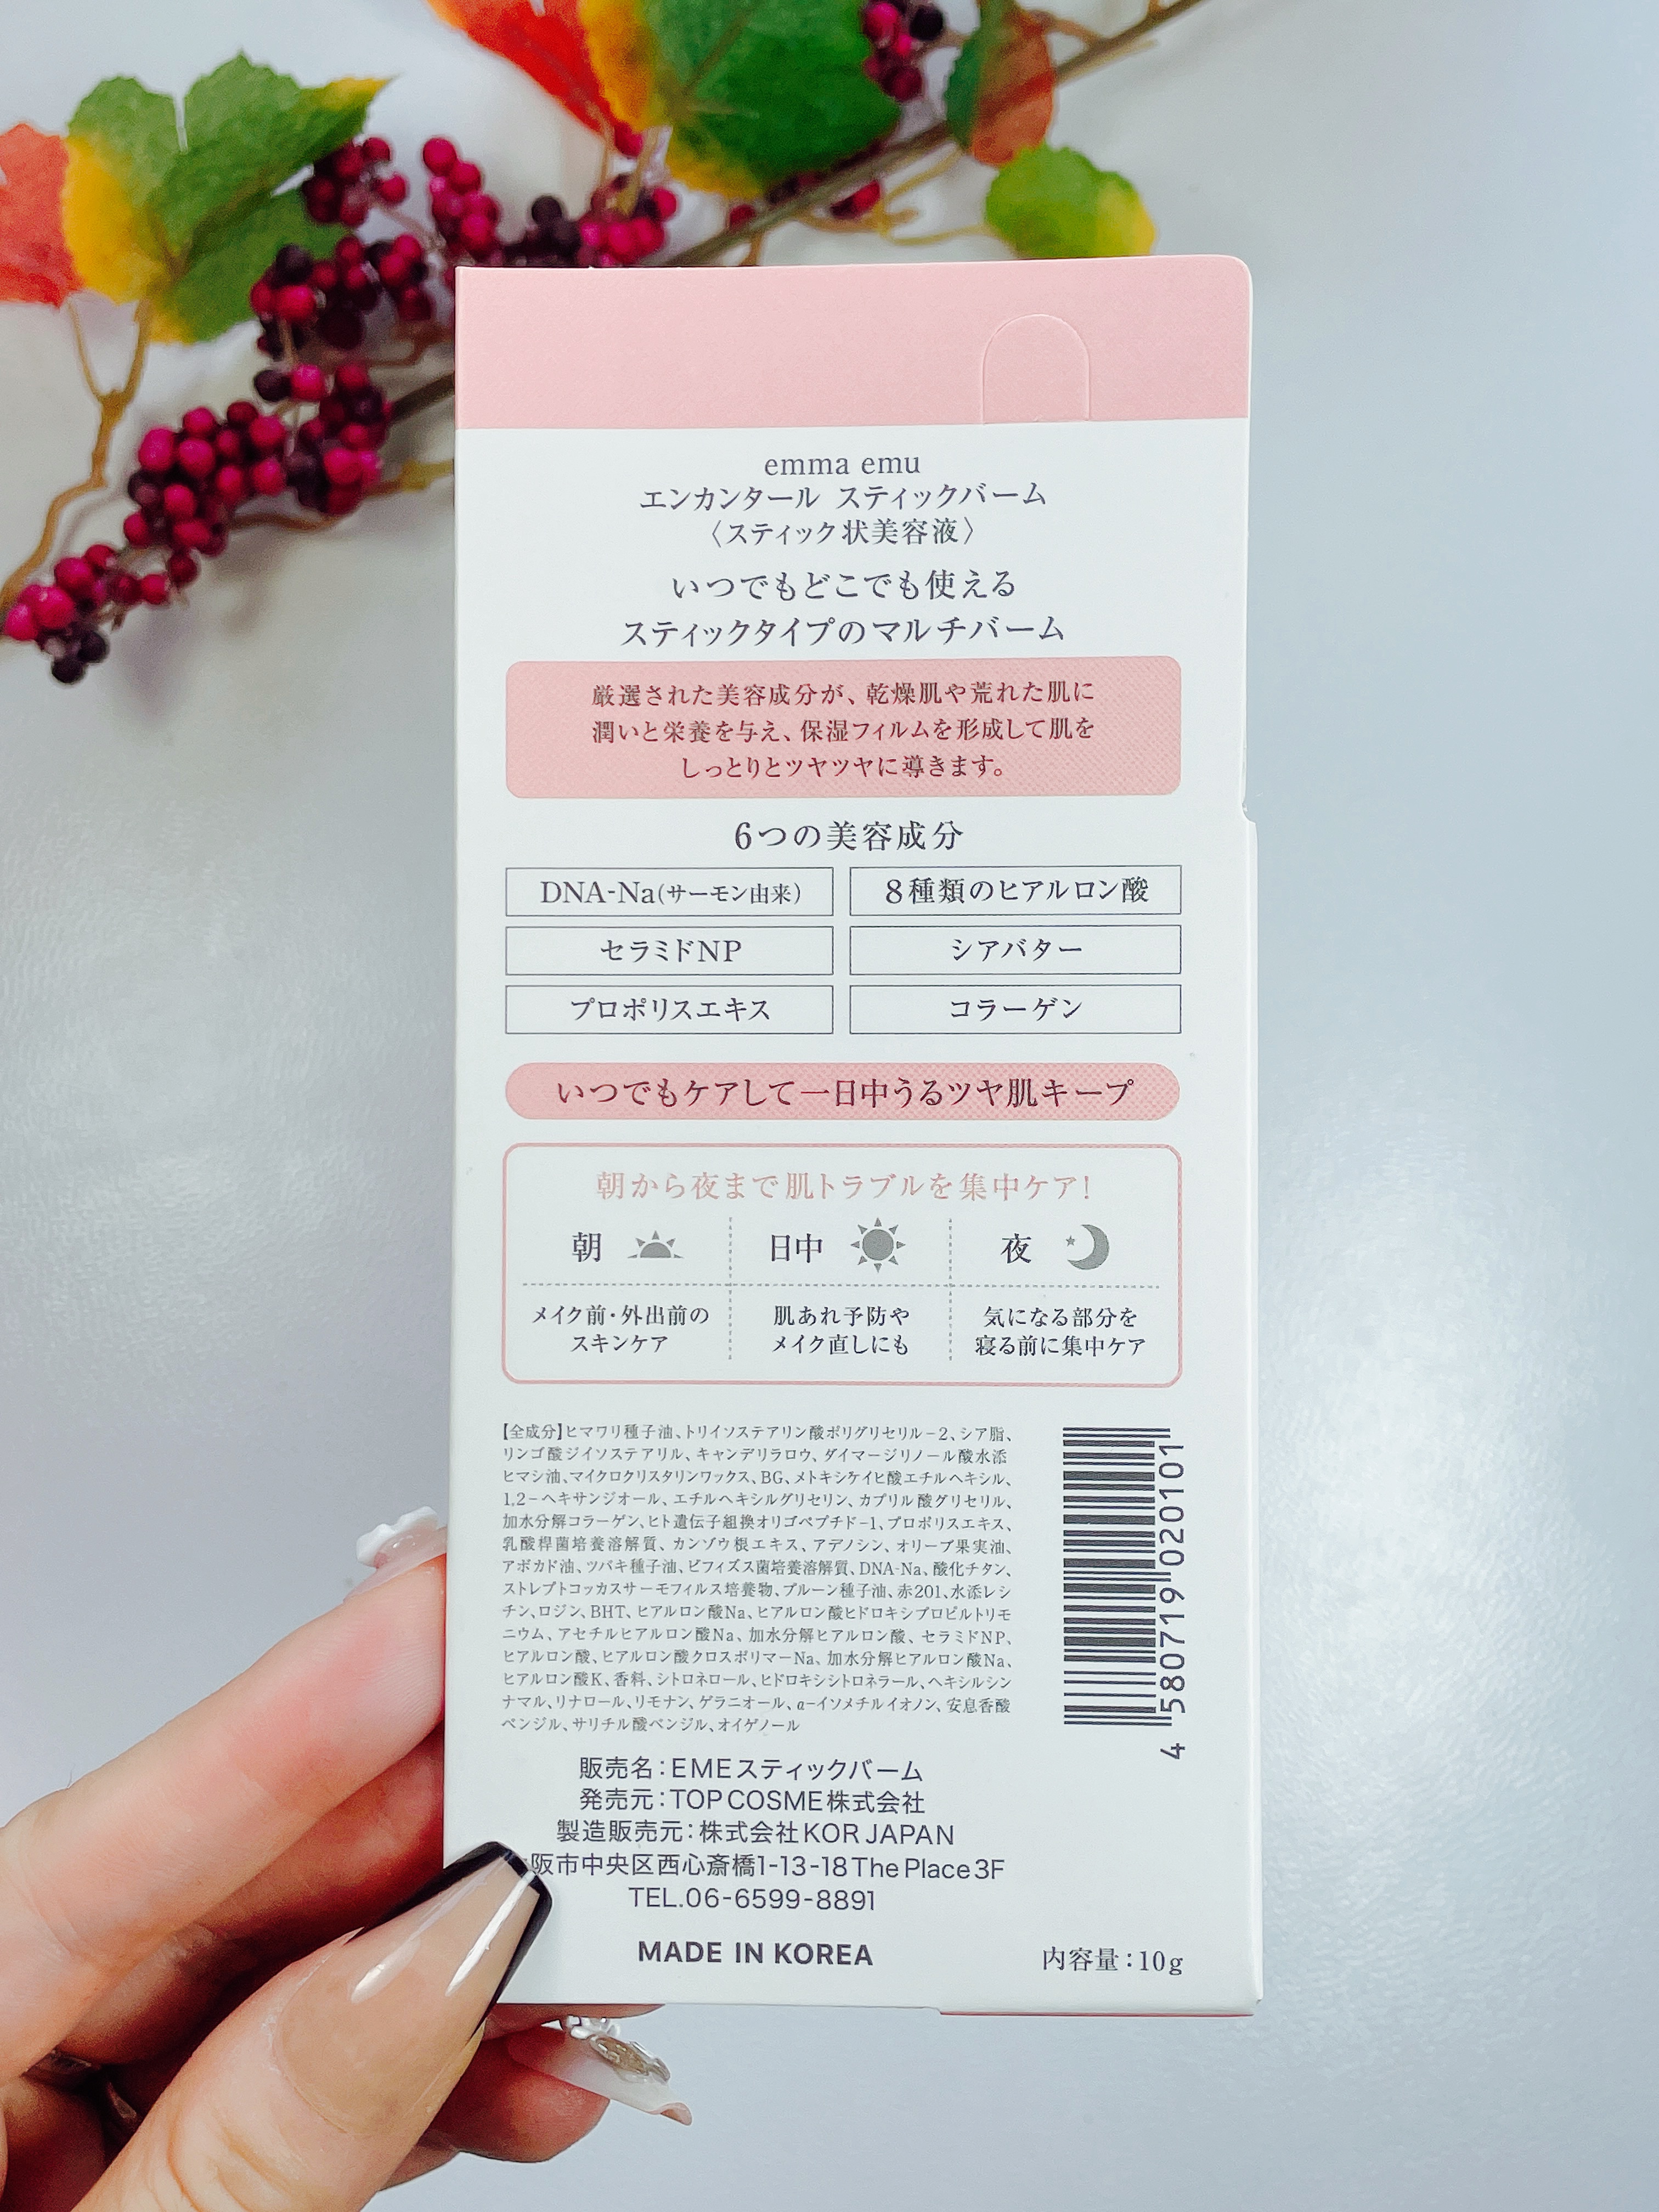 emma emu
エンカンタール スティックバーム
〈スティック状美容液〉
いつでもどこでも使える
スティックタイプのマルチバーム
厳選された美容成分が、乾燥肌や荒れた肌に
潤いと栄養を与え、保湿フィルムを形成して肌を
しっとりとツヤツヤに導きます。
6つの美容成分
DNA-Na(サーモン由来)
8種類のヒアルロン酸
セラミドNP
シアバター
プロポリスエキス
コラーゲン
いつでもケアして一日中うるツヤ肌キープ
朝から夜まで肌トラブルを集中ケア!
朝
日中
夜
メイク前・外出前の
スキンケア
肌あれ予防や
メイク直しにも
気になる部分を
寝る前に集中ケア
【全成分】ヒマワリ種子油、トリイソステアリン酸ポリグリセリル-2、シア脂、
リンゴ酸ジイソステアリル、キャンデリラロウ、ダイマージリノール酸水添
ヒマシ油、マイクロクリスタリンワックス、BG、メトキシケイヒ酸エチルヘキシル、
1,2-ヘキサンジオール、エチルヘキシルグリセリン、カプリル酸グリセリル、
加水分解コラーゲン、ヒト遺伝子組換オリゴペプチド-1、プロポリスエキス、
乳酸桿菌培養溶解質、カンゾウ根エキス、アデノシン、オリーブ果実油、
アボカド油、ツバキ種子油、ビフィズス菌培養溶解質、DNA-Na、酸化チタン、
ストレプトコッカスサーモフィルス培養物、プルーン種子油、赤201、水添レシ
チン、ロジン、BHT、ヒアルロン酸Na、ヒアルロン酸ヒドロキシプロピルトリモ
ニウム、アセチルヒアルロン酸Na、加水分解ヒアルロン酸、セラミドNP、
ヒアルロン酸、ヒアルロン酸クロスポリマーNa、加水分解ヒアルロン酸Na、
ヒアルロン酸K、香料、シトロネロール、ヒドロキシシトロネラール、ヘキシルシン
ナマル、リナロール、リモナン、ゲラニオール、α-イソメチルイオノン、安息香酸
ベンジル、サリチル酸ベンジル、オイゲノール
4 580719 020101
販売名：EMEスティックバーム
発売元：TOP COSME株式会社
製造販売元：株式会社KOR JAPAN
阪市中央区西心斎橋1-13-18 The Place 3F
TEL.06-6599-8891
MADE IN KOREA
内容量：10g